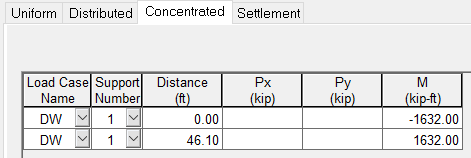 Uniform Distributed Concentrated Settlement
Load Case Name Support Number Distance (ft) Px (kip) Py (kip) M (kip-ft)
DW 1 0.00 -1632.00
DW 1 46.10 1632.00